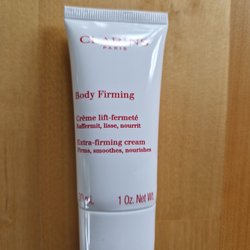 CLARINS
PARIS
Body Firming
Crème lift-fermeté
Raffermit, lisse, nourrit
Extra-firming cream
Firms, smoothes, nourishes
1 Oz. Net Wt.